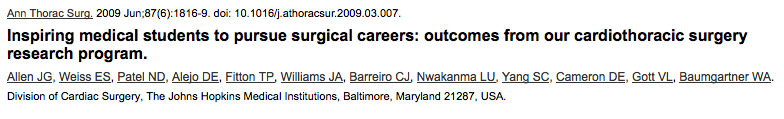 Ann Thorac Surg. 2009 Jun;87(6):1816-9. doi: 10.1016/j.athoracsur.2009.03.007.
Inspiring medical students to pursue surgical careers: outcomes from our cardiothoracic surgery
research program.
Allen JG, Weiss ES, Patel ND, Alejo DE, Fitton TP, Williams JA, Barreiro CJ, Nwakanma LU, Yang SC, Cameron DE, Gott VL, Baumgartner WA.
Division of Cardiac Surgery, The Johns Hopkins Medical Institutions, Baltimore, Maryland 21287, USA.